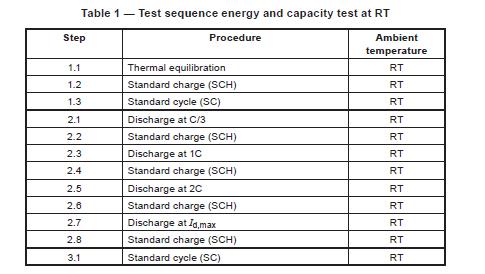 Table 1 — Test sequence energy and capacity test at RT
Step Procedure Ambient
temperature
1.1 Thermal equilibration RT
1.2 Standard charge (SCH) RT
1.3 Standard cycle (SC) RT
2.1 Discharge at C/3 RT
2.2 Standard charge (SCH) RT
2.3 Discharge at 1C RT
2.4 Standard charge (SCH) RT
2.5 Discharge at 2C RT
2.6 Standard charge (SCH) RT
2.7 Discharge at Id,max RT
2.8 Standard charge (SCH) RT
3.1 Standard cycle (SC) RT